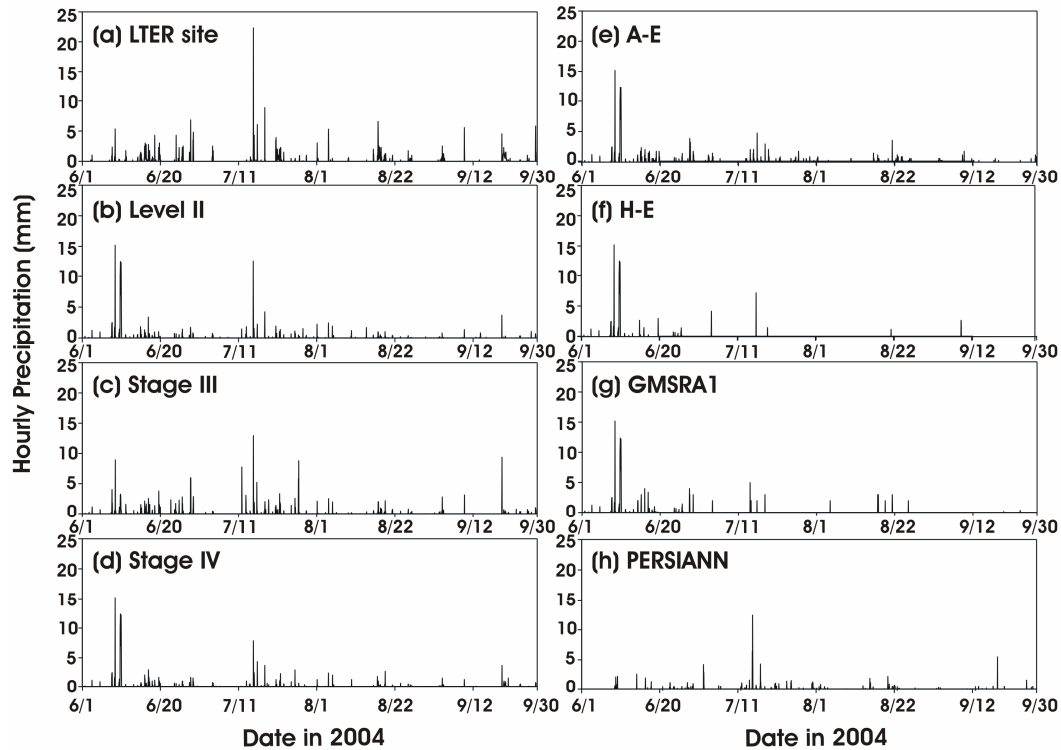 Hourly Precipitation (mm)
(a) LTER site
25
20
15
10
5
0
6/1 6/20 7/11 8/1 8/22 9/12 9/30
(b) Level II
25
20
15
10
5
0
6/1 6/20 7/11 8/1 8/22 9/12 9/30
(c) Stage III
25
20
15
10
5
0
6/1 6/20 7/11 8/1 8/22 9/12 9/30
(d) Stage IV
25
20
15
10
5
0
6/1 6/20 7/11 8/1 8/22 9/12 9/30
Date in 2004
(e) A-E
25
20
15
10
5
0
6/1 6/20 7/11 8/1 8/22 9/12 9/30
(f) H-E
25
20
15
10
5
0
6/1 6/20 7/11 8/1 8/22 9/12 9/30
(g) GMSRA1
25
20
15
10
5
0
6/1 6/20 7/11 8/1 8/22 9/12 9/30
(h) PERSIANN
25
20
15
10
5
0
6/1 6/20 7/11 8/1 8/22 9/12 9/30
Date in 2004